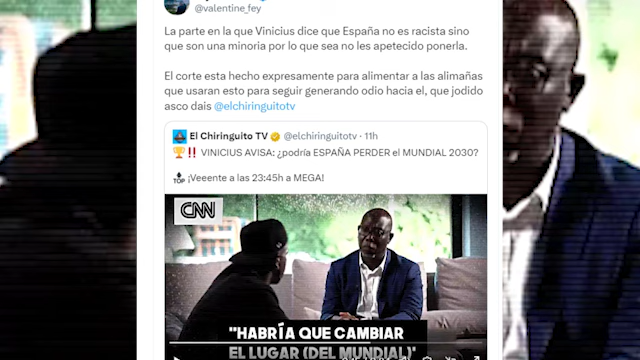 @valentine_fey
La parte en la que Vinicius dice que España no es racista sino
que son una minoria por lo que sea no les apetecido ponerla.
El corte esta hecho expresamente para alimentar a las alimañas
que usaran esto para seguir generando odio hacia el, que jodido
asco dais @elchiringuitotv
El Chiringuito TV @elchiringuitotv · 11h
🏆‼️ VINICIUS AVISA: ¿podría ESPAÑA PERDER el MUNDIAL 2030?
🔝 ¡Veeente a las 23:45h a MEGA!
CNN
"HABRÍA QUE CAMBIAR
EL LUGAR (DEL MUNDIAL)"